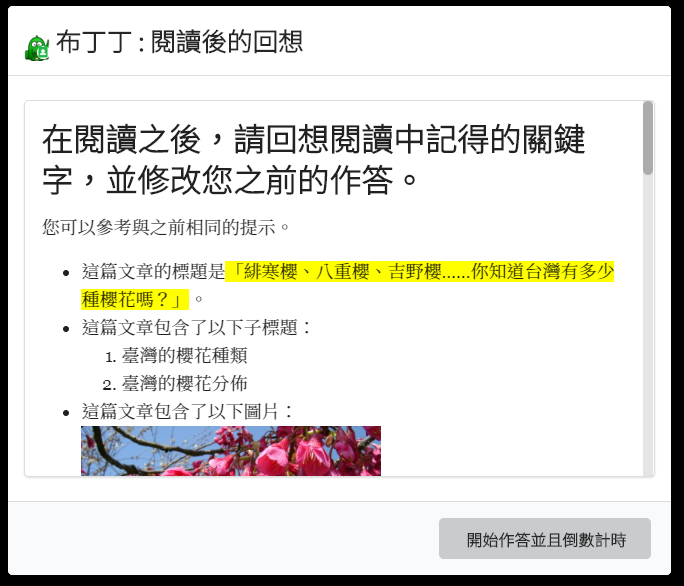 布丁丁 : 閱讀後的回想
在閱讀之後，請回想閱讀中記得的關鍵
字，並修改您之前的作答。
您可以參考與之前相同的提示。
這篇文章的標題是「緋寒櫻、八重櫻、吉野櫻……你知道台灣有多少
種櫻花嗎？」。
這篇文章包含了以下子標題：
1. 臺灣的櫻花種類
2. 臺灣的櫻花分佈
這篇文章包含了以下圖片：
開始作答並且倒數計時